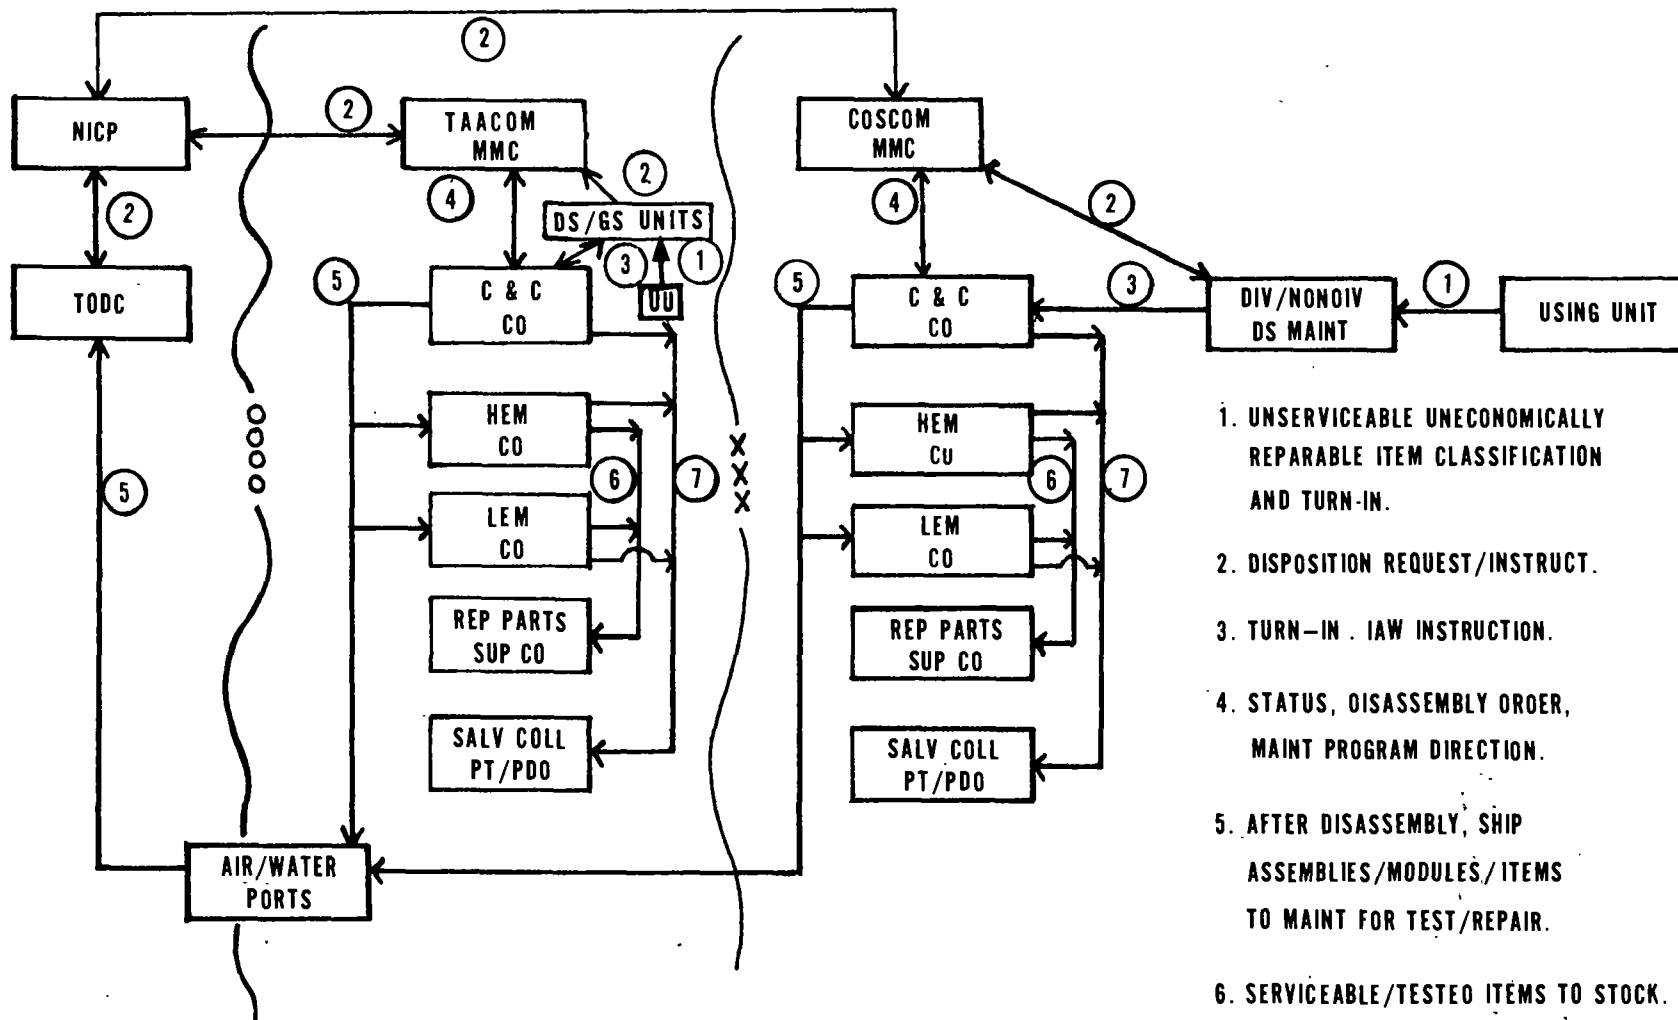 2
NICP
2
TAACOM
MMC
COSCOM
MMC
2
2
4
DS/GS UNITS
3
1
UU
4
2
TODC
5
C & C
CO
5
C & C
CO
3
DIV/NONOIV
DS MAINT
1
USING UNIT
HEM
CO
6
7
LEM
CO
REP PARTS
SUP CO
SALV COLL
PT/PDO
HEM
Cu
6
7
LEM
CO
REP PARTS
SUP CO
SALV COLL
PT/PDO
5
OOOO
XXX
AIR/WATER
PORTS
1. UNSERVICEABLE UNECONOMICALLY
REPARABLE ITEM CLASSIFICATION
AND TURN-IN.
2. DISPOSITION REQUEST/INSTRUCT.
3. TURN–IN . IAW INSTRUCTION.
4. STATUS, OISASSEMBLY OROER,
MAINT PROGRAM DIRECTION.
5. AFTER DISASSEMBLY, SHIP
ASSEMBLIES/MODULES/ITEMS
TO MAINT FOR TEST/REPAIR.
6. SERVICEABLE/TESTEO ITEMS TO STOCK.